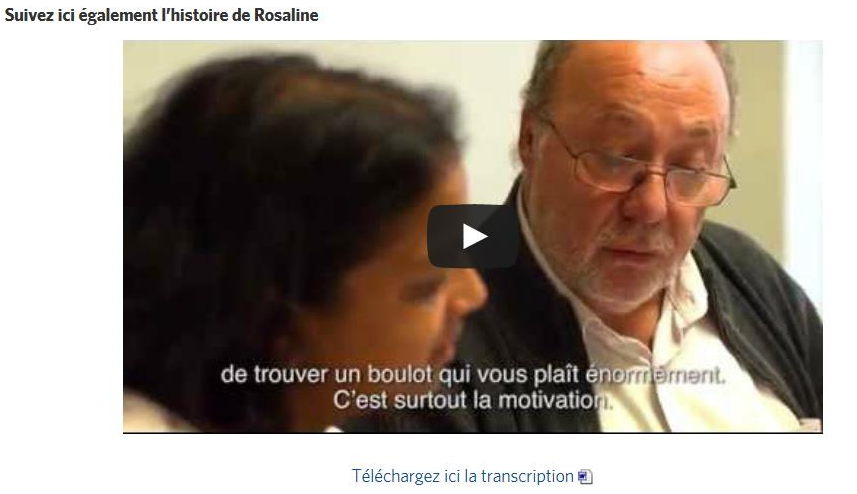 Suivez ici également l'histoire de Rosaline
de trouver un boulot qui vous plaît énormément.
C'est surtout la motivation.
Téléchargez ici la transcription